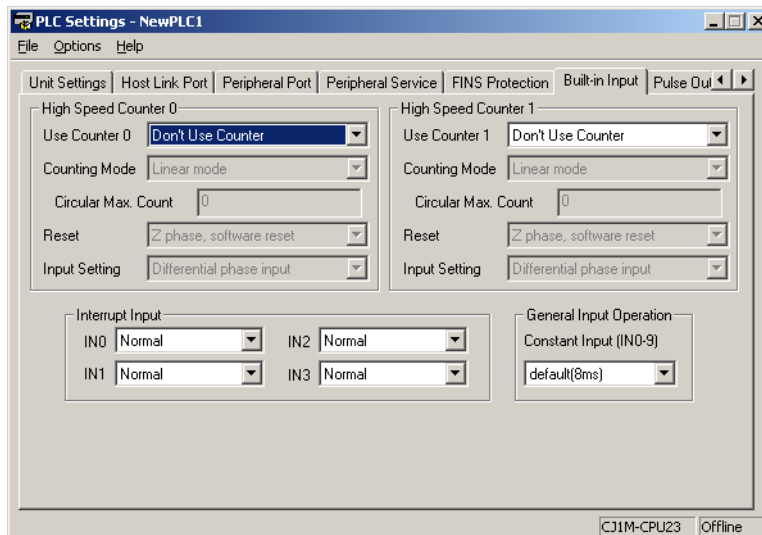 PLC Settings - NewPLC1
File Options Help
Unit Settings Host Link Port Peripheral Port Peripheral Service FINS Protection Built-in Input Pulse Ou
High Speed Counter 0
Use Counter 0 Don't Use Counter
Counting Mode Linear mode
Circular Max. Count 0
Reset Z phase, software reset
Input Setting Differential phase input
High Speed Counter 1
Use Counter 1 Don't Use Counter
Counting Mode Linear mode
Circular Max. Count 0
Reset Z phase, software reset
Input Setting Differential phase input
Interrupt Input
IN0 Normal IN2 Normal
IN1 Normal IN3 Normal
General Input Operation
Constant Input (IN0-9)
default(8ms)
CJ1M-CPU23 Offline